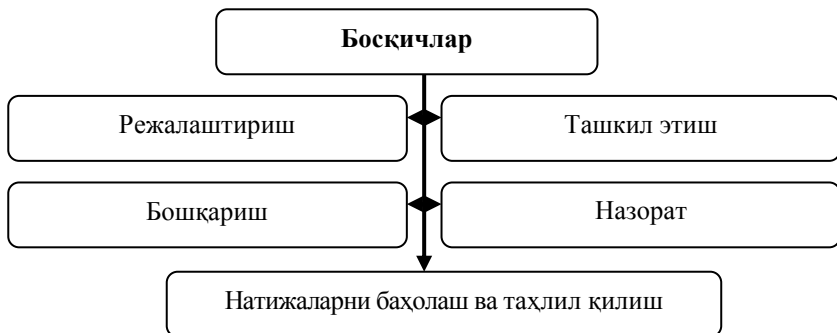 Босқичлар
Режалаштириш
Ташкил этиш
Бошқариш
Назорат
Натижаларни баҳолаш ва таҳлил қилиш